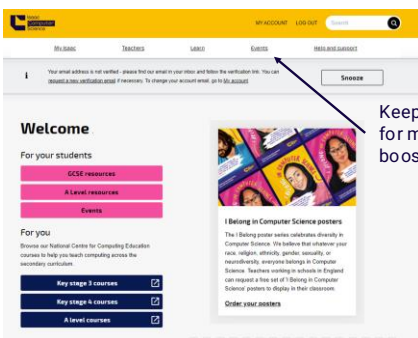 Isaac
Computer
Science
MY ACCOUNT LOG OUT Search
My Isaac Teachers Learn Events Help and support
i
Your email address is not verified - please find our email in your inbox and follow the verification link. You can
request a new verification email if necessary. To change your account email, go to My account.
Snooze
Keep
for m
boos
Welcome
For your students
GCSE resources
A Level resources
Events
For you
Browse our National Centre for Computing Education
courses to help you teach computing across the
secondary curriculum.
Key stage 3 courses
Key stage 4 courses
A level courses
I Belong in Computer Science posters
The I Belong poster series celebrates diversity in
Computer Science. We believe that whatever your
race, religion, ethnicity, gender, sexuality, or
neurodiversity, everyone belongs in Computer
Science. Teachers working in schools in England
can request a free set of 'I Belong in Computer
Science' posters to display in their classroom.
Order your posters